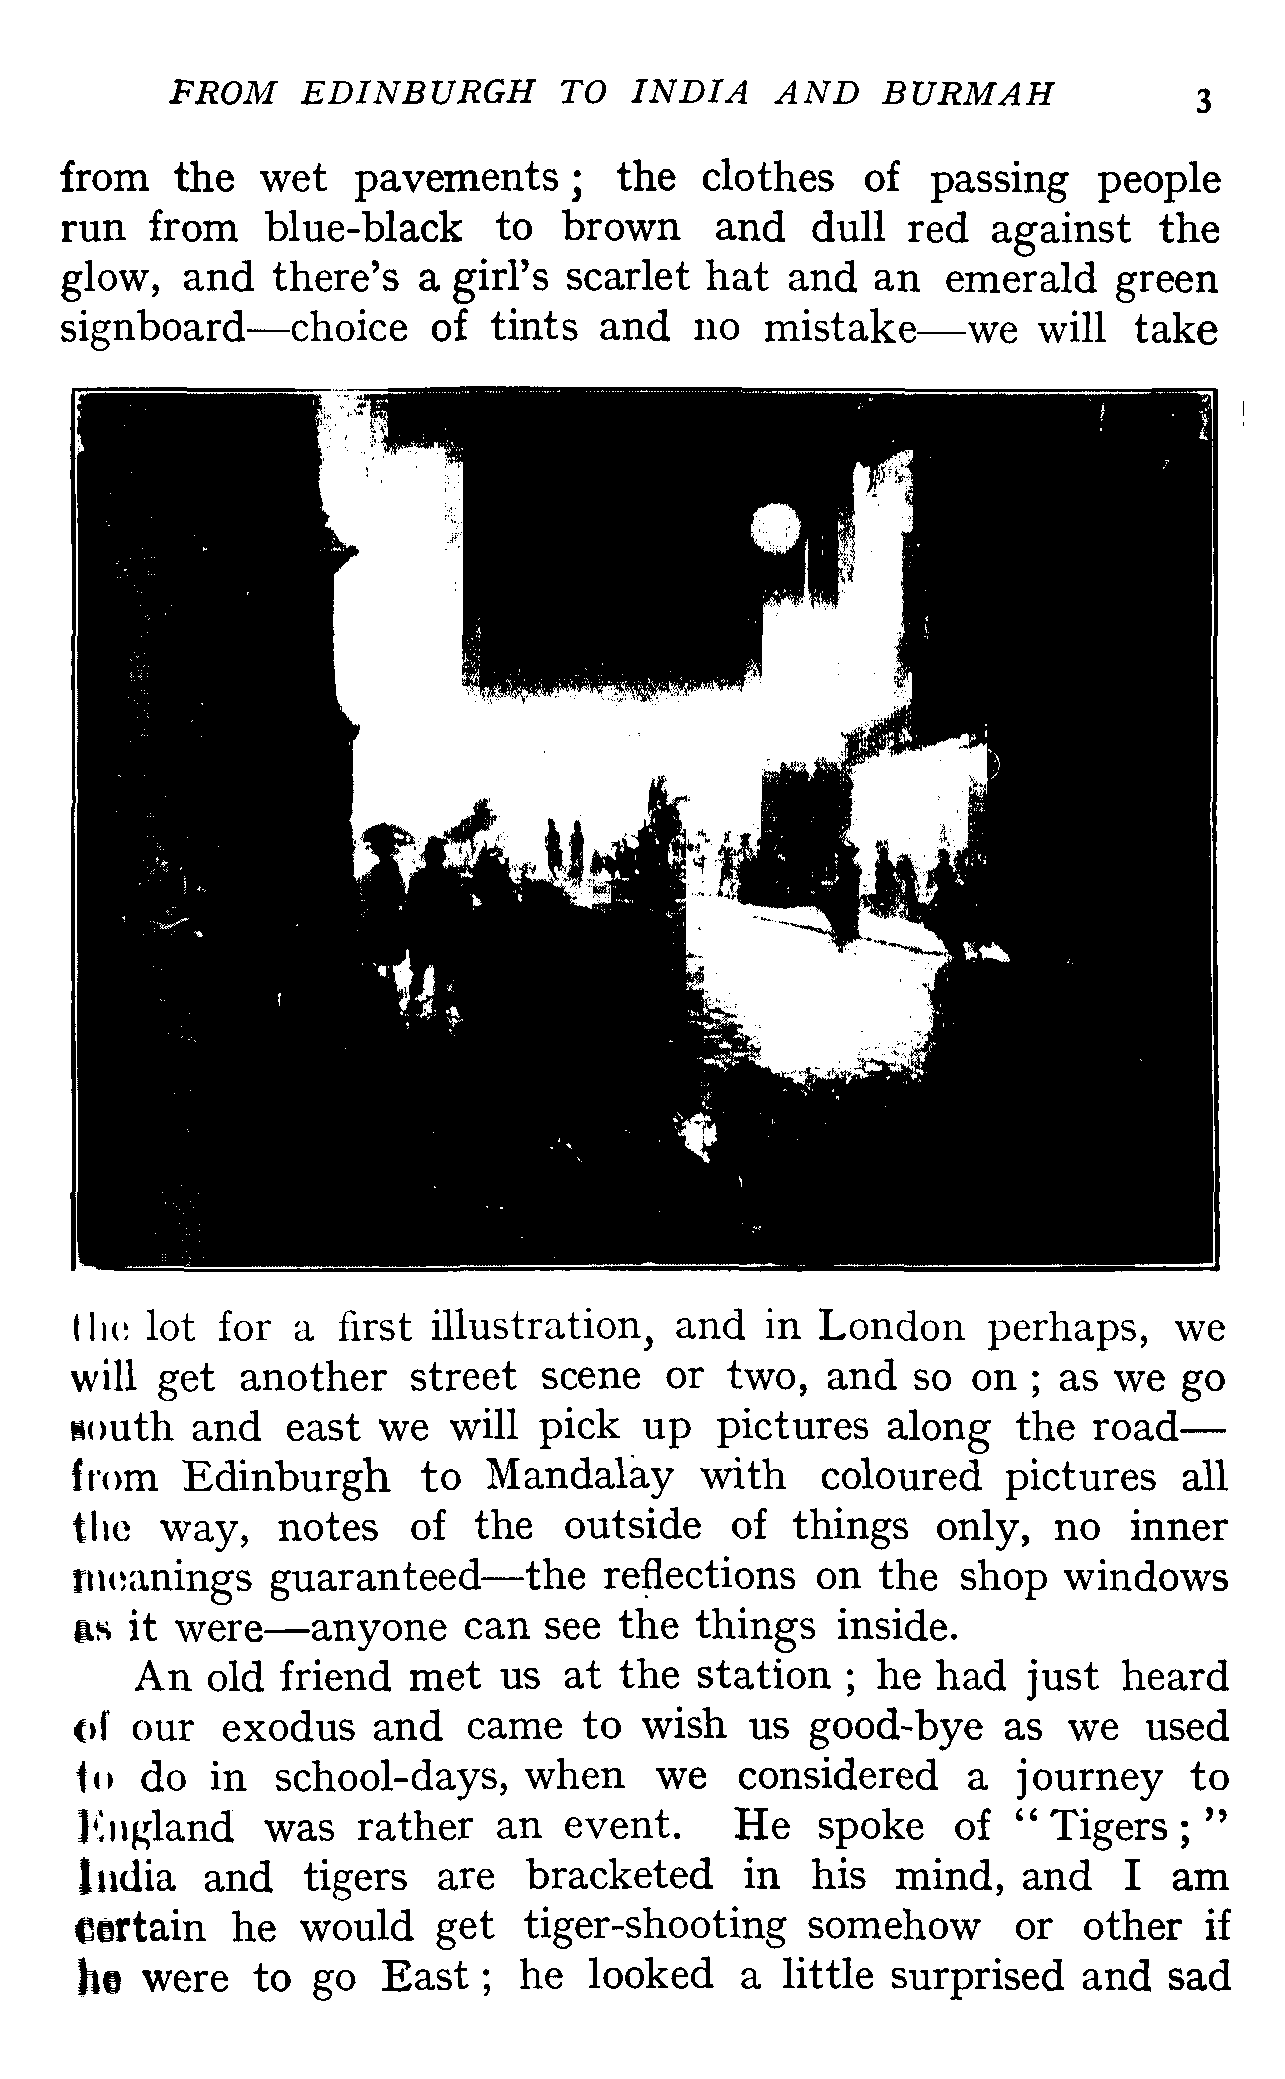 FROM EDINBURGH TO INDIA AND BURMAH 3
from the wet pavements ; the clothes of passing people
run from blue-black to brown and dull red against the
glow, and there's a girl's scarlet hat and an emerald green
signboard—choice of tints and no mistake—we will take
the lot for a first illustration, and in London perhaps, we
will get another street scene or two, and so on ; as we go
south and east we will pick up pictures along the road—
from Edinburgh to Mandalay with coloured pictures all
the way, notes of the outside of things only, no inner
meanings guaranteed—the reflections on the shop windows
as it were—anyone can see the things inside.
An old friend met us at the station ; he had just heard
of our exodus and came to wish us good-bye as we used
to do in school-days, when we considered a journey to
England was rather an event. He spoke of “ Tigers ; ”
India and tigers are bracketed in his mind, and I am
certain he would get tiger-shooting somehow or other if
he were to go East ; he looked a little surprised and sad